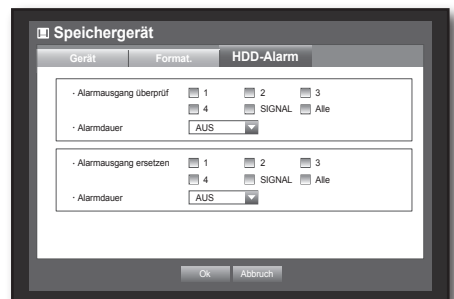 Speichergerät
Gerät Format. HDD-Alarm
· Alarmausgang überprüf 1 2 3
4 SIGNAL Alle
· Alarmdauer AUS
· Alarmausgang ersetzen 1 2 3
4 SIGNAL Alle
· Alarmdauer AUS
Ok Abbruch